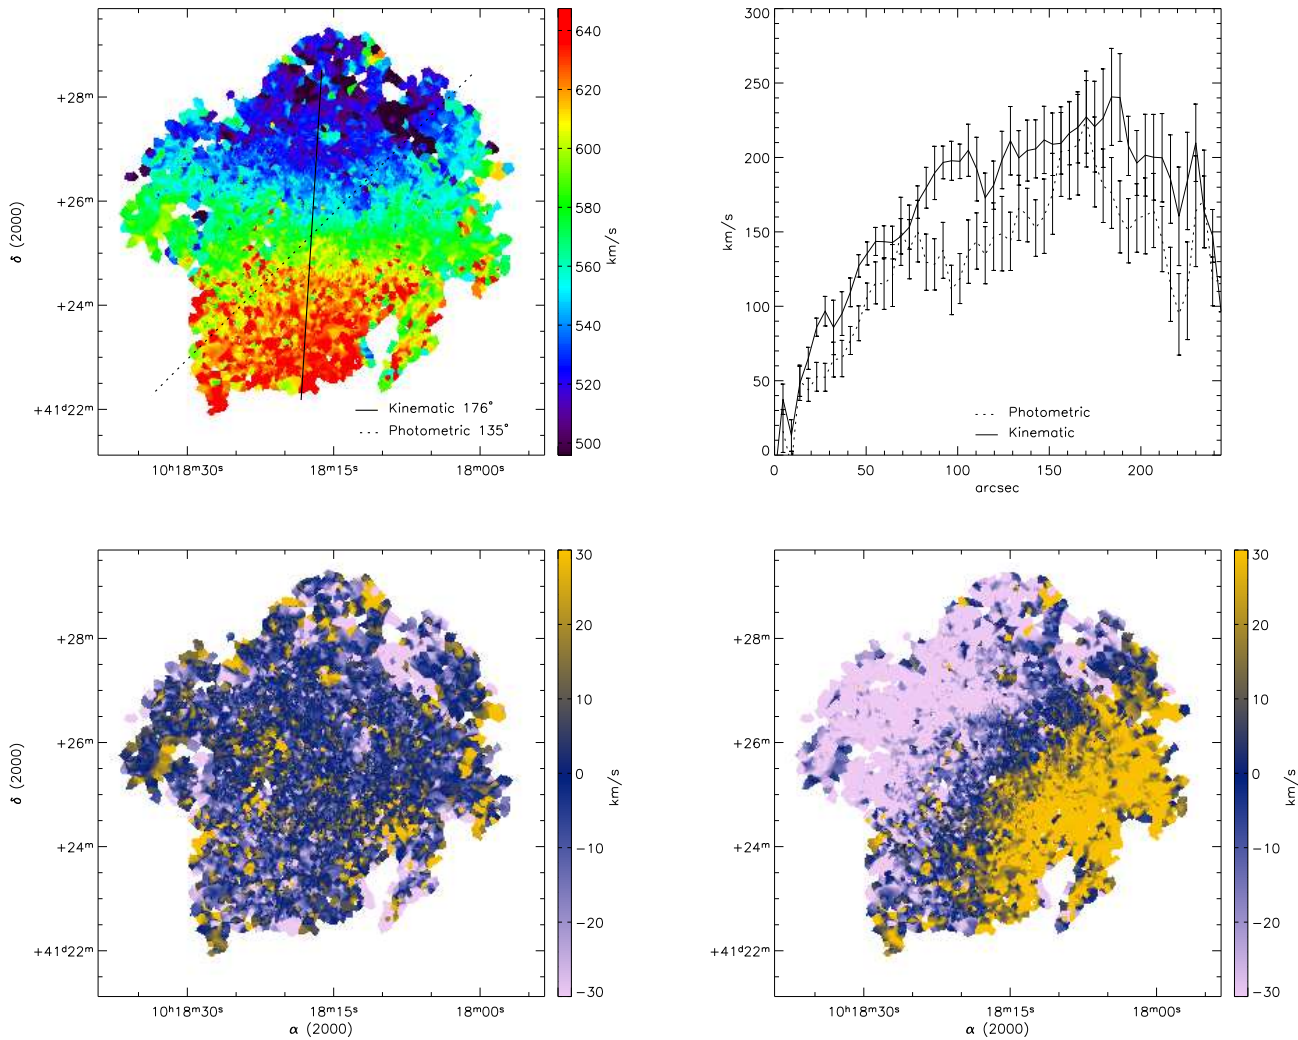 δ (2000)
+28ᵐ
+26ᵐ
+24ᵐ
+41ᵈ22ᵐ
10ʰ18ᵐ30ˢ
18ᵐ15ˢ
18ᵐ00ˢ
Kinematic 176°
Photometric 135°
640
620
600
580
560
540
520
500
km/s
km/s
300
250
200
150
100
50
0
0
50
100
150
200
arcsec
Photometric
Kinematic
δ (2000)
+28ᵐ
+26ᵐ
+24ᵐ
+41ᵈ22ᵐ
10ʰ18ᵐ30ˢ
18ᵐ15ˢ
18ᵐ00ˢ
α (2000)
30
20
10
0
−10
−20
−30
km/s
+28ᵐ
+26ᵐ
+24ᵐ
+41ᵈ22ᵐ
10ʰ18ᵐ30ˢ
18ᵐ15ˢ
18ᵐ00ˢ
α (2000)
30
20
10
0
−10
−20
−30
km/s